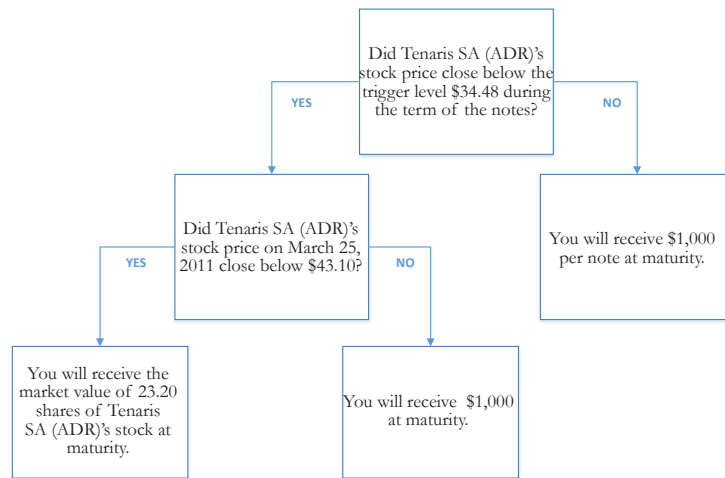 Did Tenaris SA (ADR)'s
stock price close below the
trigger level $34.48 during
the term of the notes?
YES
NO
Did Tenaris SA (ADR)'s
stock price on March 25,
2011 close below $43.10?
You will receive $1,000
per note at maturity.
YES
NO
You will receive the
market value of 23.20
shares of Tenaris
SA (ADR)'s stock at
maturity.
You will receive $1,000
at maturity.